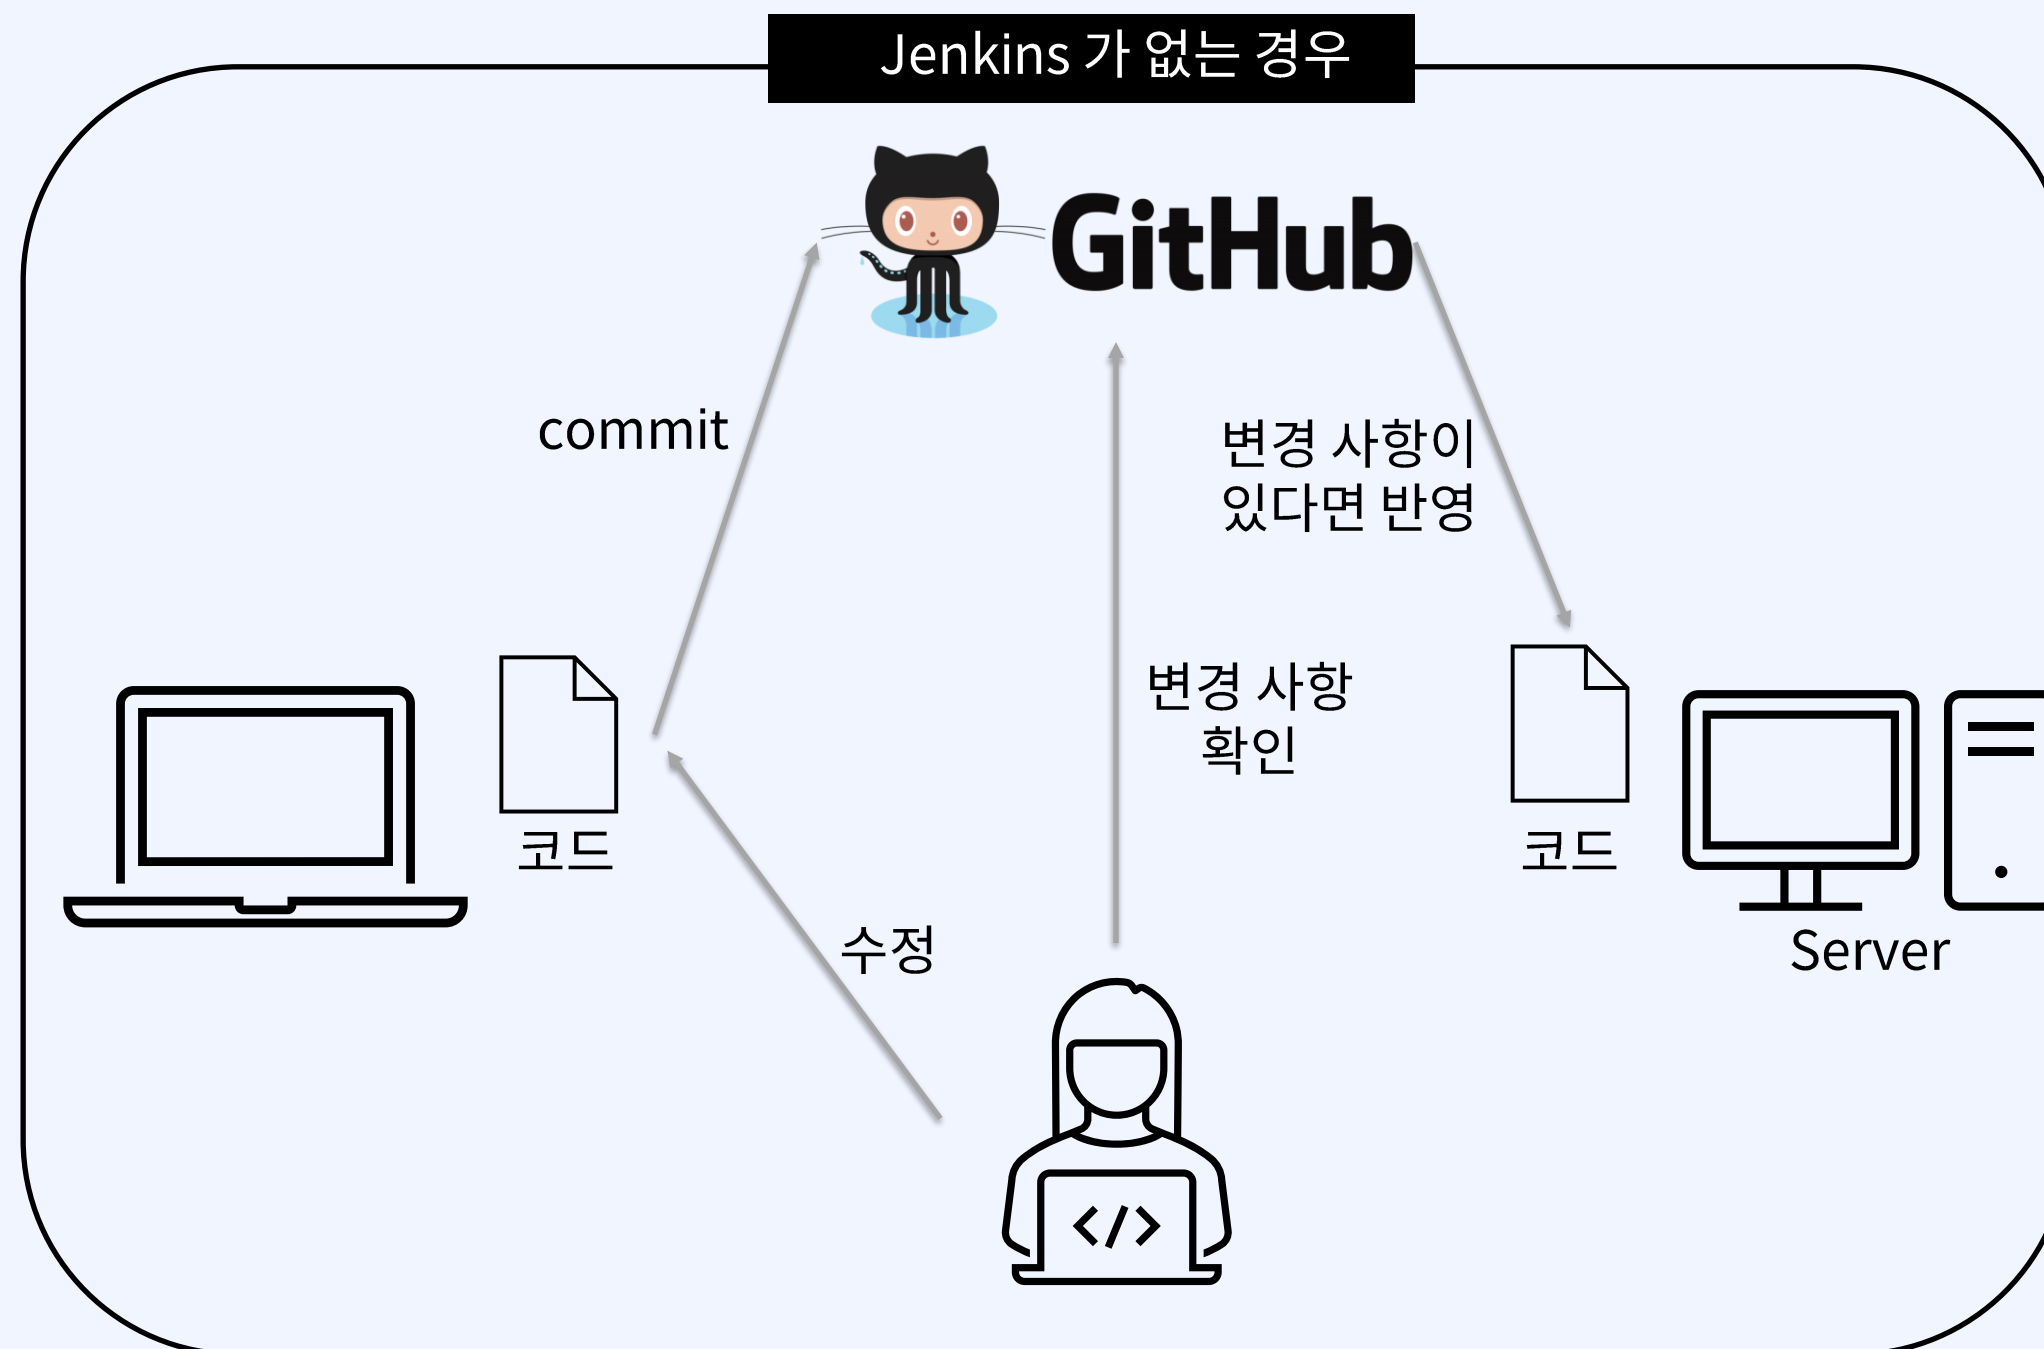 Jenkins 가 없는 경우
GitHub
commit
변경 사항이
있다면 반영
변경 사항
확인
코드
코드
수정
Server
</>